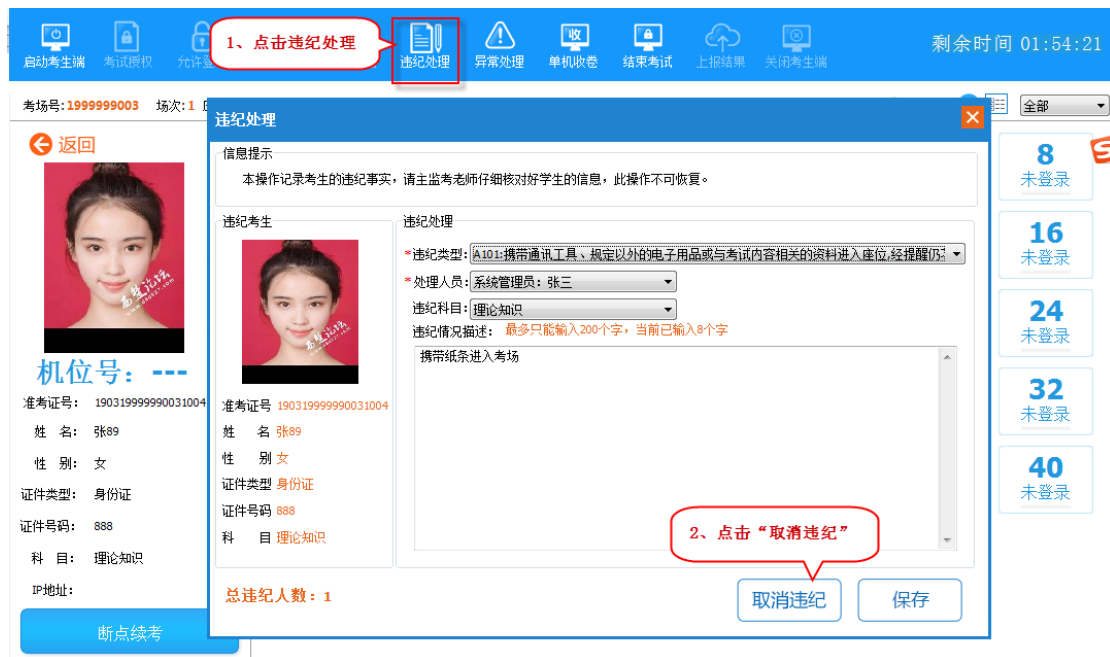 1、点击违纪处理
启动考生端 考试授权 允许登 违纪处理 异常处理 单机收卷 结束考试 上报结果 关闭考生端
收
剩余时间 01:54:21
考场号:1999999003 场次:1
全部
返回
机位号：---
准考证号： 190319999990031004
姓 名： 张89
性 别： 女
证件类型： 身份证
证件号码： 888
科 目： 理论知识
IP地址：
断点续考
违纪处理
信息提示
本操作记录考生的违纪事实，请主监考老师仔细核对好学生的信息，此操作不可恢复。
违纪考生
准考证号 190319999990031004
姓 名 张89
性 别 女
证件类型 身份证
证件号码 888
科 目 理论知识
违纪处理
*违纪类型: A101:携带通讯工具、规定以外的电子用品或与考试内容相关的资料进入座位,经提醒仍
*处理人员: 系统管理员: 张三
违纪科目: 理论知识
违纪情况描述： 最多只能输入200个字，当前已输入8个字
携带纸条进入考场
2、点击“取消违纪”
总违纪人数：1
取消违纪
保存
8
未登录
16
未登录
24
未登录
32
未登录
40
未登录